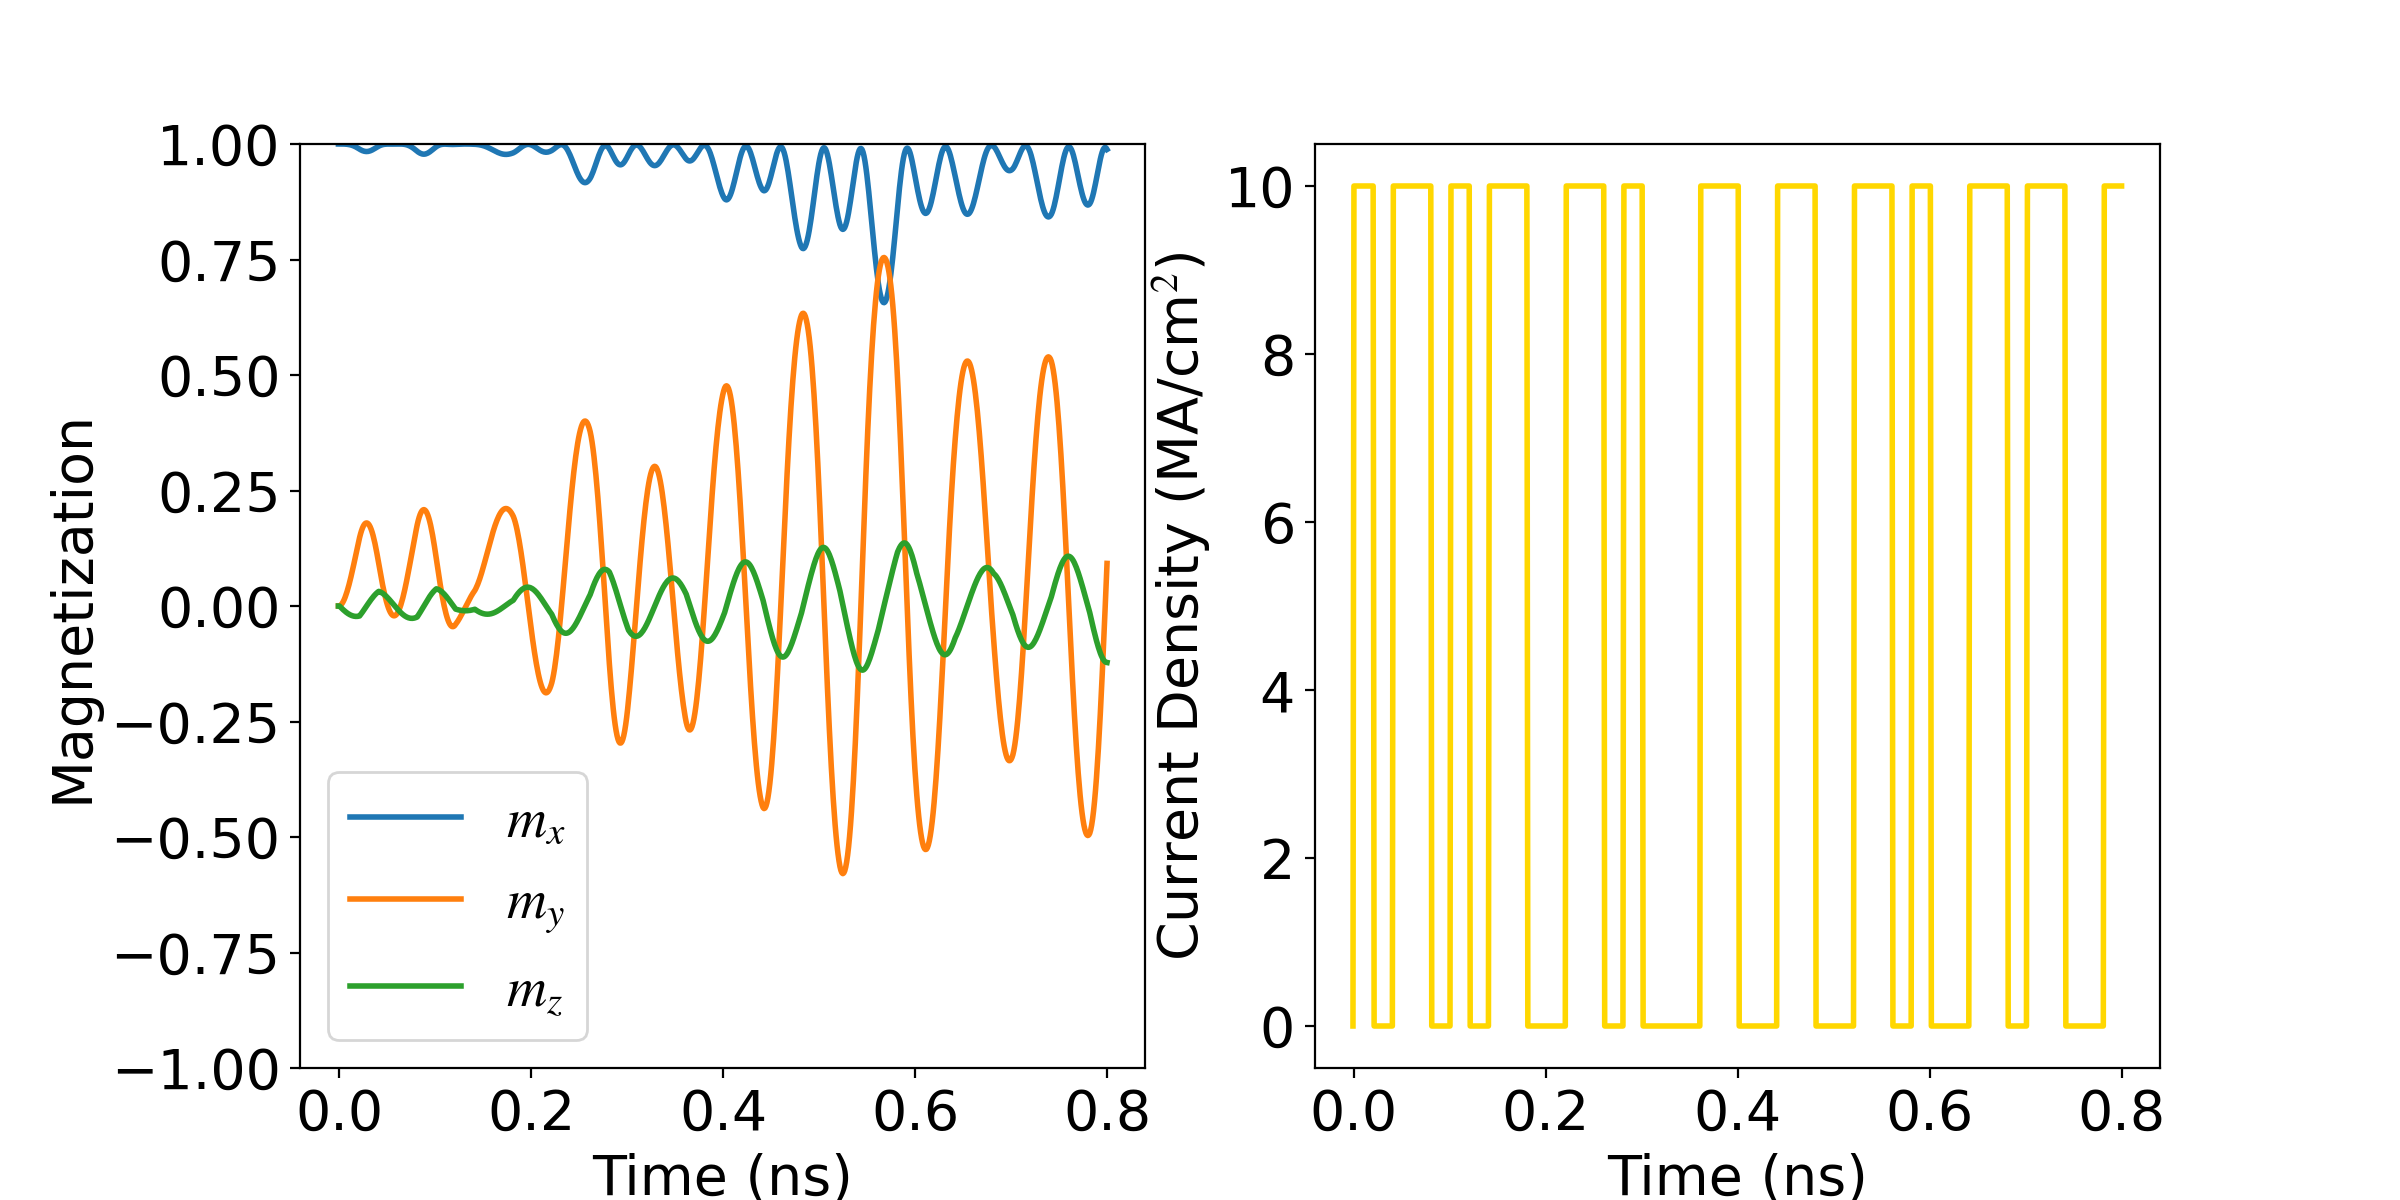 Magnetization
1.00
0.75
0.50
0.25
0.00
−0.25
−0.50
−0.75
−1.00
0.0 0.2 0.4 0.6 0.8
Time (ns)
m_x
m_y
m_z
Current Density (MA/cm²)
10
8
6
4
2
0
0.0 0.2 0.4 0.6 0.8
Time (ns)